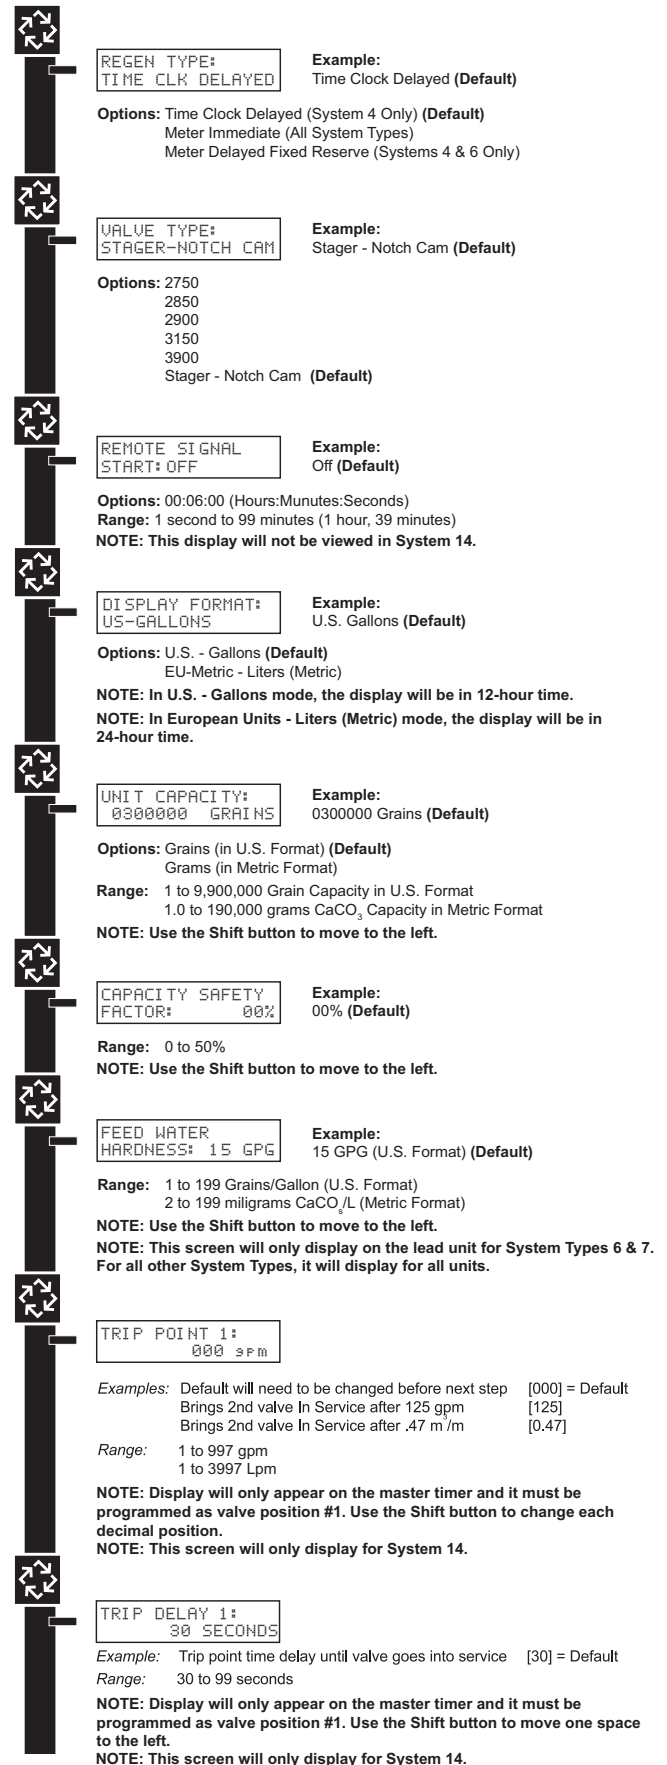 REGEN TYPE:
TIME CLK DELAYED
Example:
Time Clock Delayed (Default)
Options: Time Clock Delayed (System 4 Only) (Default)
Meter Immediate (All System Types)
Meter Delayed Fixed Reserve (Systems 4 & 6 Only)
VALVE TYPE:
STAGER-NOTCH CAM
Example:
Stager - Notch Cam (Default)
Options: 2750
2850
2900
3150
3900
Stager - Notch Cam (Default)
REMOTE SIGNAL
START:OFF
Example:
Off (Default)
Options: 00:06:00 (Hours:Munutes:Seconds)
Range: 1 second to 99 minutes (1 hour, 39 minutes)
NOTE: This display will not be viewed in System 14.
DISPLAY FORMAT:
US-GALLONS
Example:
U.S. Gallons (Default)
Options: U.S. - Gallons (Default)
EU-Metric - Liters (Metric)
NOTE: In U.S. - Gallons mode, the display will be in 12-hour time.
NOTE: In European Units - Liters (Metric) mode, the display will be in
24-hour time.
UNIT CAPACITY:
0300000 GRAINS
Example:
0300000 Grains (Default)
Options: Grains (in U.S. Format) (Default)
Grams (in Metric Format)
Range: 1 to 9,900,000 Grain Capacity in U.S. Format
1.0 to 190,000 grams CaCO3 Capacity in Metric Format
NOTE: Use the Shift button to move to the left.
CAPACITY SAFETY
FACTOR: 00%
Example:
00% (Default)
Range: 0 to 50%
NOTE: Use the Shift button to move to the left.
FEED WATER
HARDNESS: 15 GPG
Example:
15 GPG (U.S. Format) (Default)
Range: 1 to 199 Grains/Gallon (U.S. Format)
2 to 199 miligrams CaCOs/L (Metric Format)
NOTE: Use the Shift button to move to the left.
NOTE: This screen will only display on the lead unit for System Types 6 & 7.
For all other System Types, it will display for all units.
TRIP POINT 1:
000 gpm
Examples: Default will need to be changed before next step [000] = Default
Brings 2nd valve In Service after 125 gpm [125]
Brings 2nd valve In Service after .47 m3/m [0.47]
Range: 1 to 997 gpm
1 to 3997 Lpm
NOTE: Display will only appear on the master timer and it must be
programmed as valve position #1. Use the Shift button to change each
decimal position.
NOTE: This screen will only display for System 14.
TRIP DELAY 1:
30 SECONDS
Example: Trip point time delay until valve goes into service [30] = Default
Range: 30 to 99 seconds
NOTE: Display will only appear on the master timer and it must be
programmed as valve position #1. Use the Shift button to move one space
to the left.
NOTE: This screen will only display for System 14.